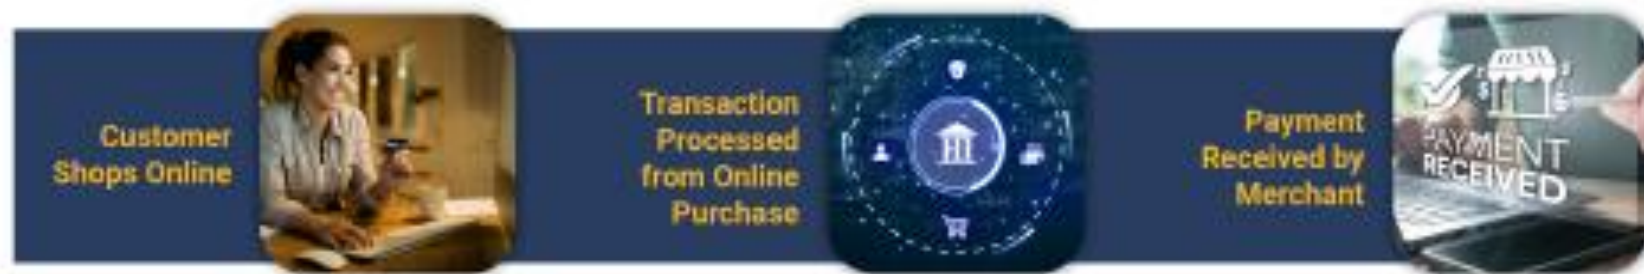 Customer
Shops Online
Transaction
Processed
from Online
Purchase
Payment
Received by
Merchant
PAYMENT
RECEIVED